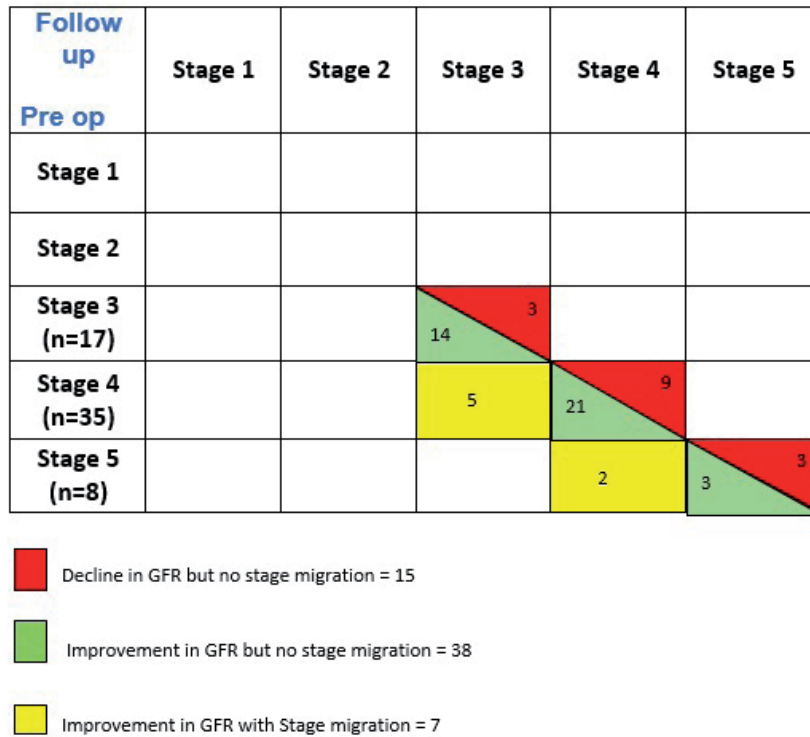 Follow
up
Pre op
Stage 1
Stage 2
Stage 3
Stage 4
Stage 5
Stage 1
Stage 2
Stage 3
(n=17)
14
3
Stage 4
(n=35)
5
21
9
Stage 5
(n=8)
2
3
3
Decline in GFR but no stage migration = 15
Improvement in GFR but no stage migration = 38
Improvement in GFR with Stage migration = 7